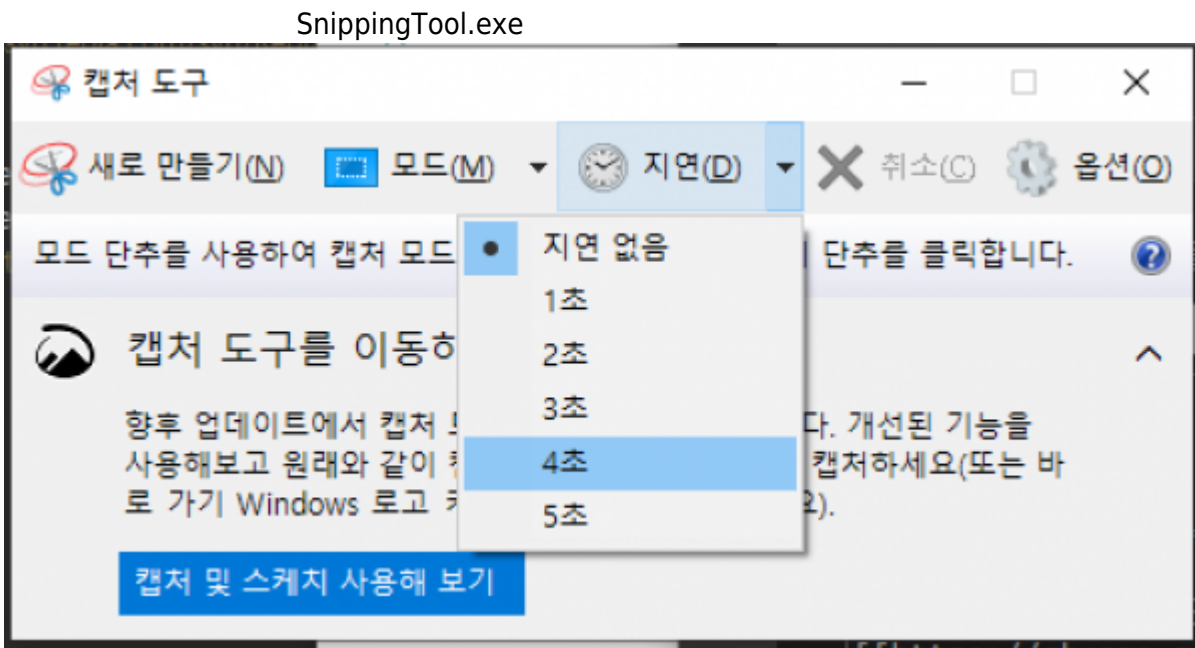 SnippingTool.exe
캡처 도구
새로 만들기(N) 모드(M) 지연(D) 취소(C) 옵션(O)
모드 단추를 사용하여 캡처 모드 단추를 클릭합니다.
지연 없음
1초
2초
3초
4초
5초
캡처 도구를 이동
향후 업데이트에서 캡처 다. 개선된 기능을
사용해보고 원래와 같이 캡처하세요(또는 바
로 가기 Windows 로고 ).
캡처 및 스케치 사용해 보기